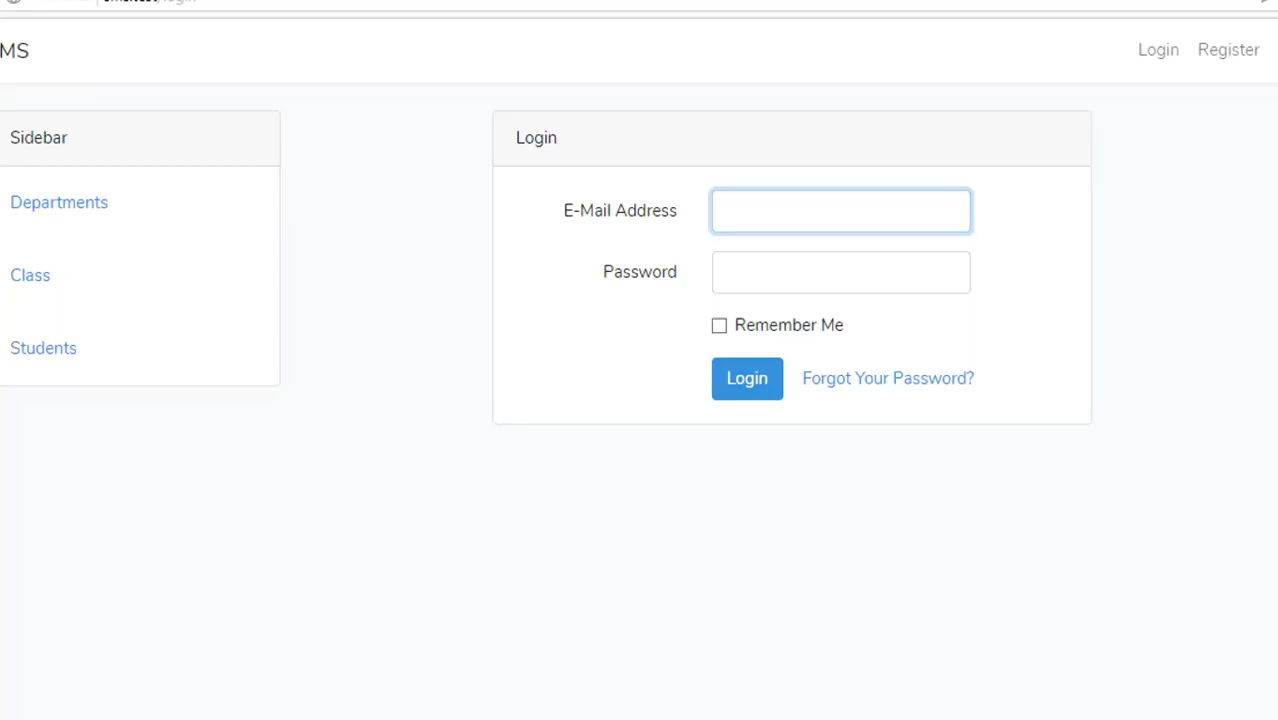 MS
Login Register
Sidebar
Departments
Class
Students
Login
E-Mail Address
Password
Remember Me
Login Forgot Your Password?